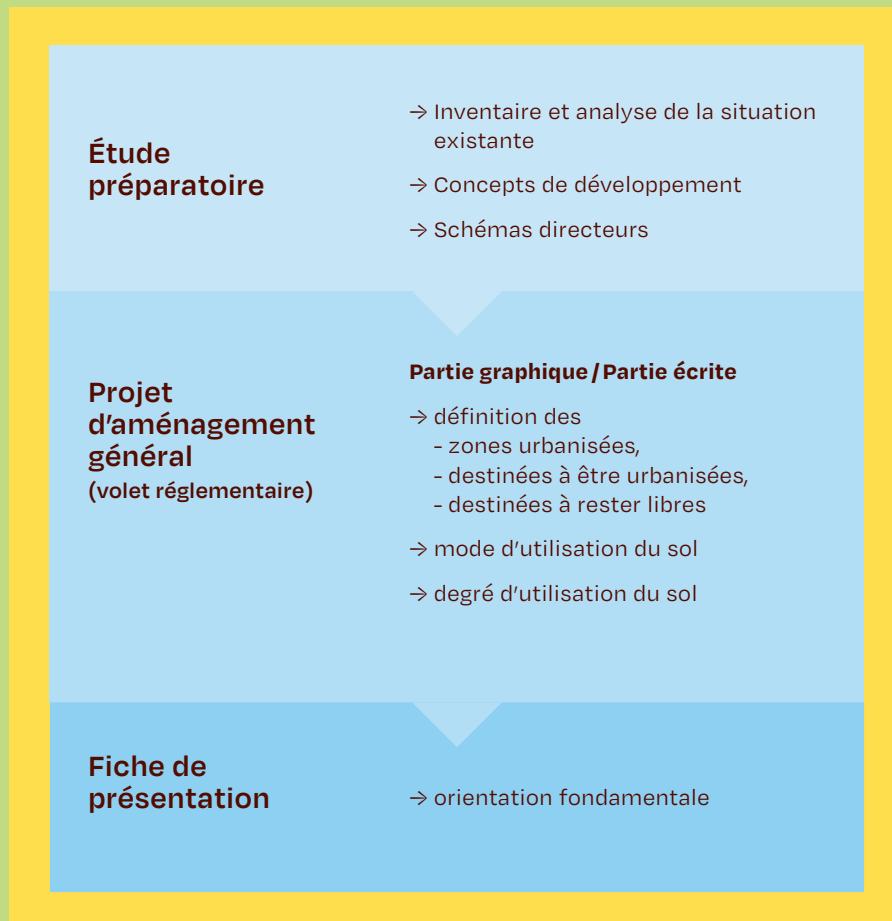 Étude
préparatoire
→ Inventaire et analyse de la situation
existante
→ Concepts de développement
→ Schémas directeurs
Projet
d'aménagement
général
(volet réglementaire)
Partie graphique / Partie écrite
→ définition des
- zones urbanisées,
- destinées à être urbanisées,
- destinées à rester libres
→ mode d'utilisation du sol
→ degré d'utilisation du sol
Fiche de
présentation
→ orientation fondamentale